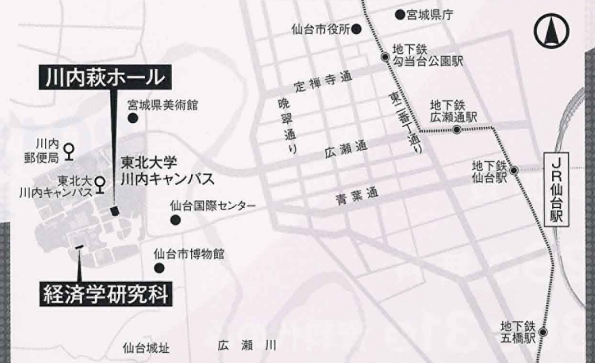 宮城県庁
仙台市役所
地下鉄
勾当台公園駅
川内萩ホール
定禅寺通
宮城県美術館
晩翠通り
東二番丁通り
地下鉄
広瀬通駅
川内
郵便局
広瀬通
東北大学
川内キャンパス
地下鉄
仙台駅
JR仙台駅
東北大
川内キャンパス
青葉通
仙台国際センター
仙台市博物館
経済学研究科
地下鉄
五橋駅
仙台城址
広瀬川